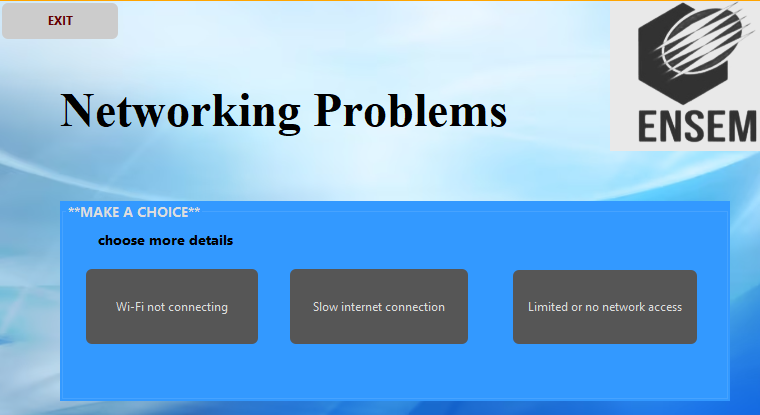 EXIT
ENSEM
Networking Problems
**MAKE A CHOICE**
choose more details
Wi-Fi not connecting
Slow internet connection
Limited or no network access